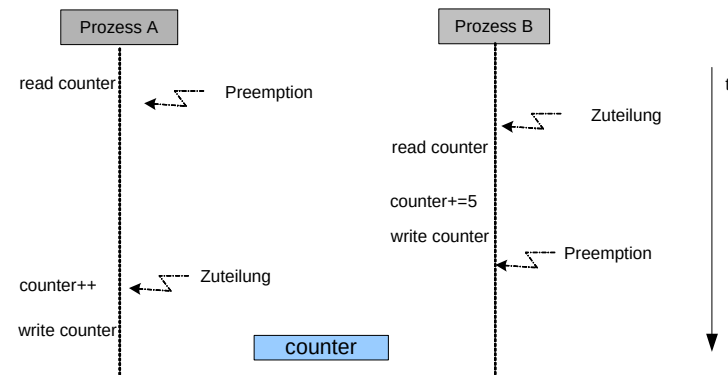 Prozess A
Prozess B
read counter
Preemption
t
Zuteilung
read counter
counter+=5
write counter
Preemption
Zuteilung
counter++
write counter
counter